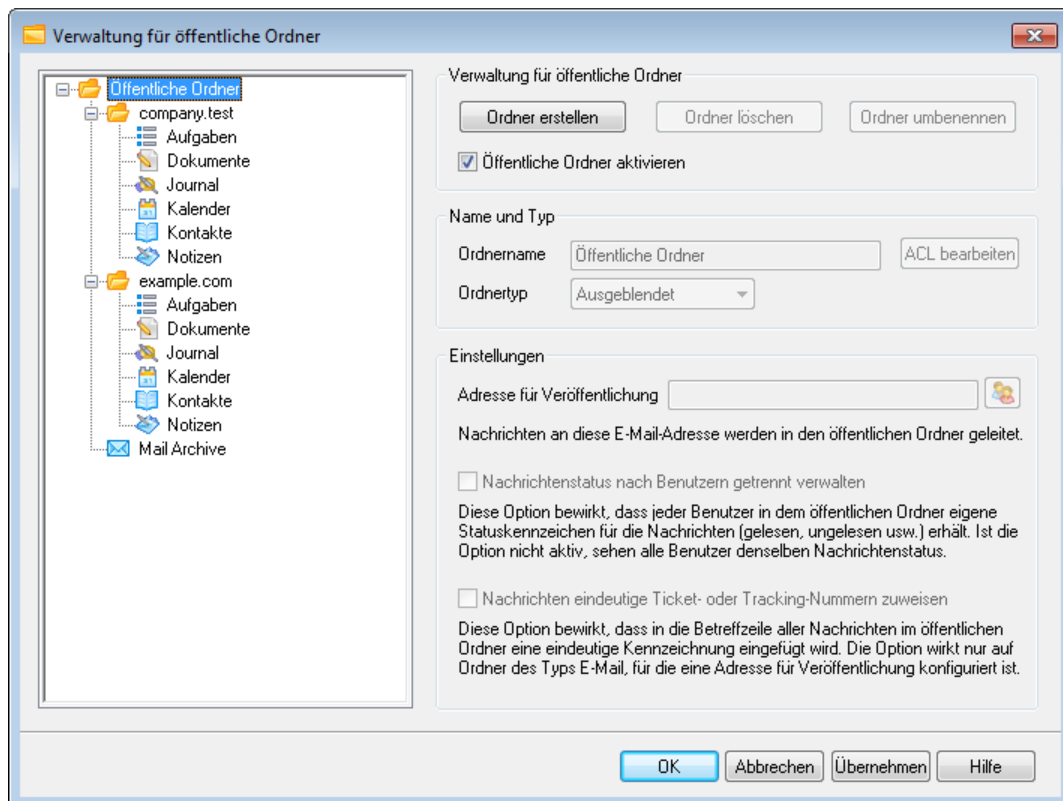 Verwaltung für öffentliche Ordner
Öffentliche Ordner
company.test
Aufgaben
Dokumente
Journal
Kalender
Kontakte
Notizen
example.com
Aufgaben
Dokumente
Journal
Kalender
Kontakte
Notizen
Mail Archive
Verwaltung für öffentliche Ordner
Ordner erstellen Ordner löschen Ordner umbenennen
Öffentliche Ordner aktivieren
Name und Typ
Ordnername Öffentliche Ordner ACL bearbeiten
Ordnertyp Ausgeblendet
Einstellungen
Adresse für Veröffentlichung
Nachrichten an diese E-Mail-Adresse werden in den öffentlichen Ordner geleitet.
Nachrichtenstatus nach Benutzern getrennt verwalten
Diese Option bewirkt, dass jeder Benutzer in dem öffentlichen Ordner eigene
Statuskennzeichen für die Nachrichten (gelesen, ungelesen usw.) erhält. Ist die
Option nicht aktiv, sehen alle Benutzer denselben Nachrichtenstatus.
Nachrichten eindeutige Ticket- oder Tracking-Nummern zuweisen
Diese Option bewirkt, dass in die Betreffzeile aller Nachrichten im öffentlichen
Ordner eine eindeutige Kennzeichnung eingefügt wird. Die Option wirkt nur auf
Ordner des Typs E-Mail, für die eine Adresse für Veröffentlichung konfiguriert ist.
OK Abbrechen Übernehmen Hilfe